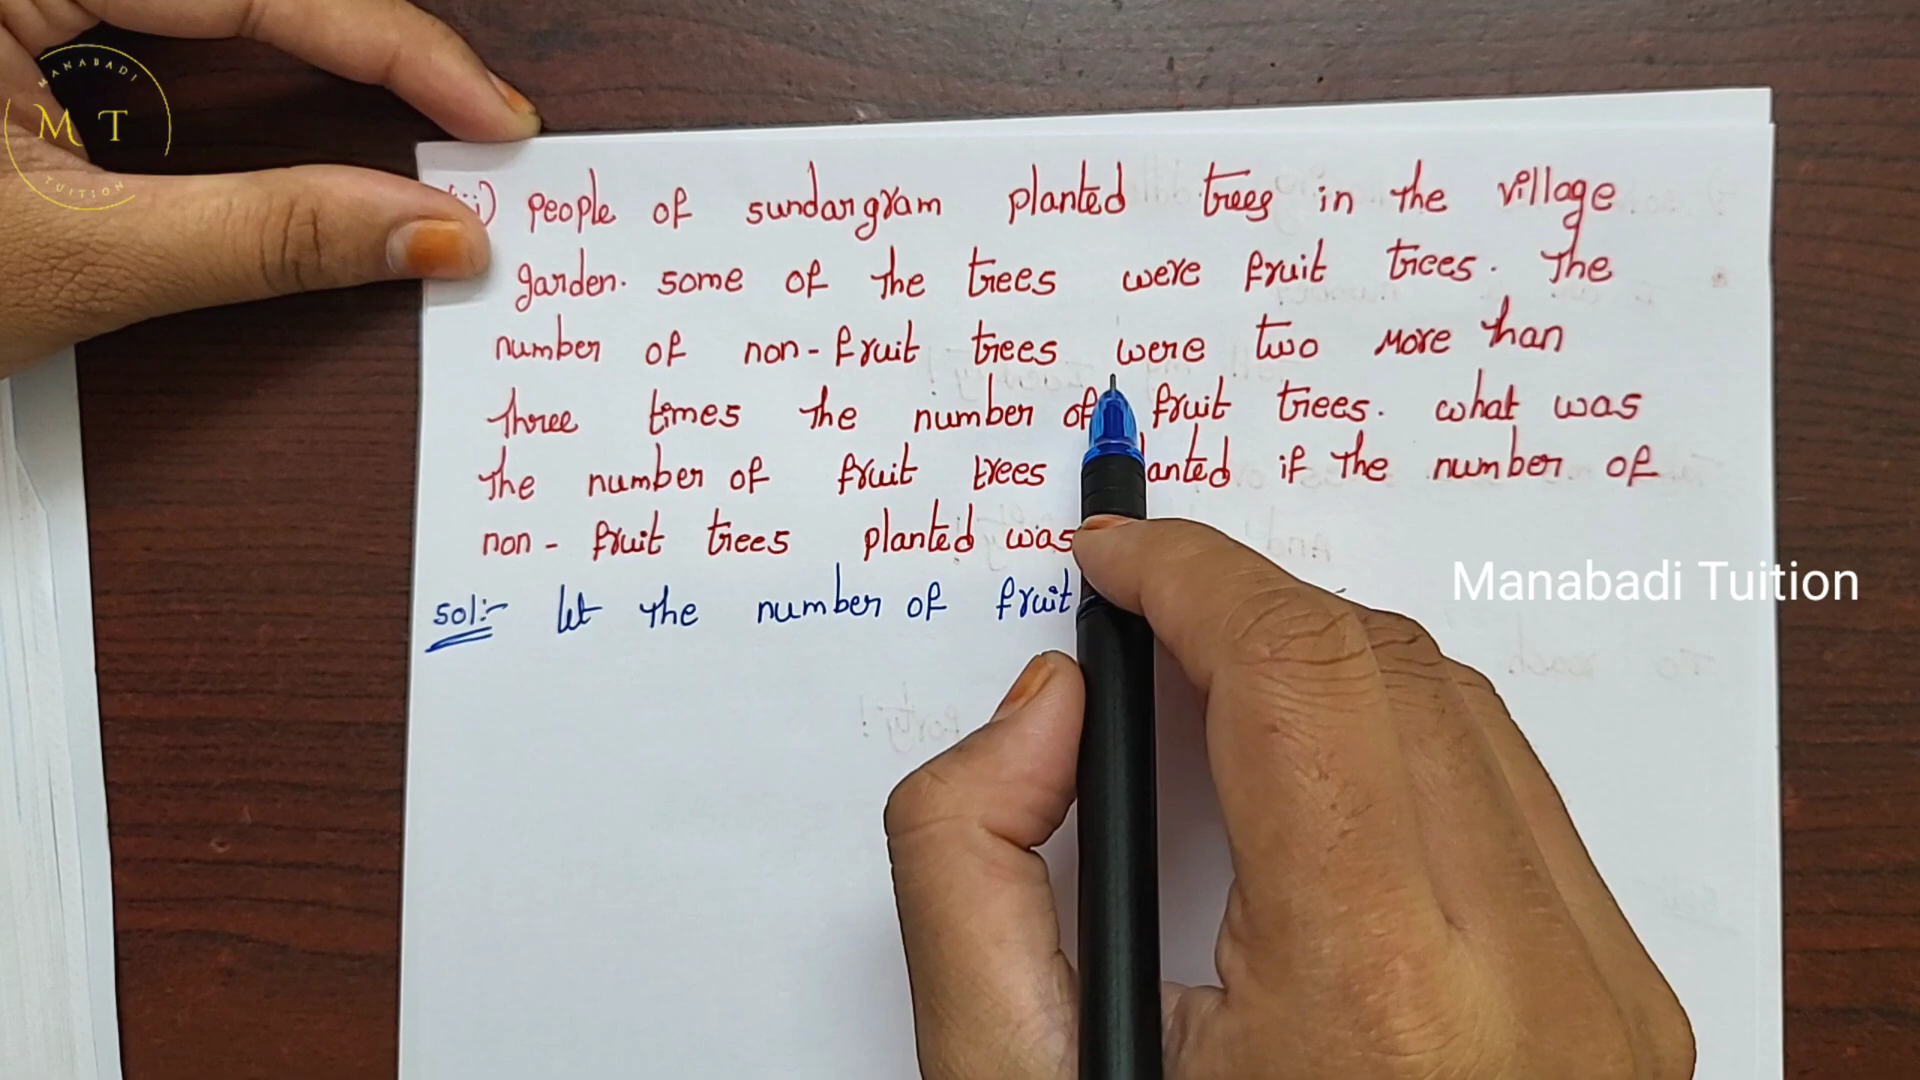 MANABADI
M T
TUITION
people of sundargram planted trees in the village
garden. some of the trees were fruit trees. The
number of non-fruit trees were two more than
three times the number of fruit trees. what was
the number of fruit trees if the number of
non-fruit trees planted was
Manabadi Tuition
sol:- let the number of fruit